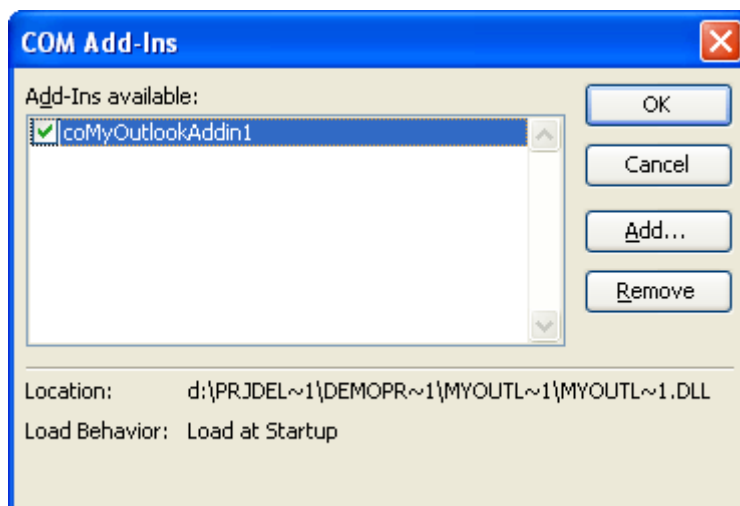 COM Add-Ins
Add-Ins available:
coMyOutlookAddin1
OK
Cancel
Add...
Remove
Location: d:\PRJDEL~1\DEMOPR~1\MYOUTL~1\MYOUTL~1.DLL
Load Behavior: Load at Startup